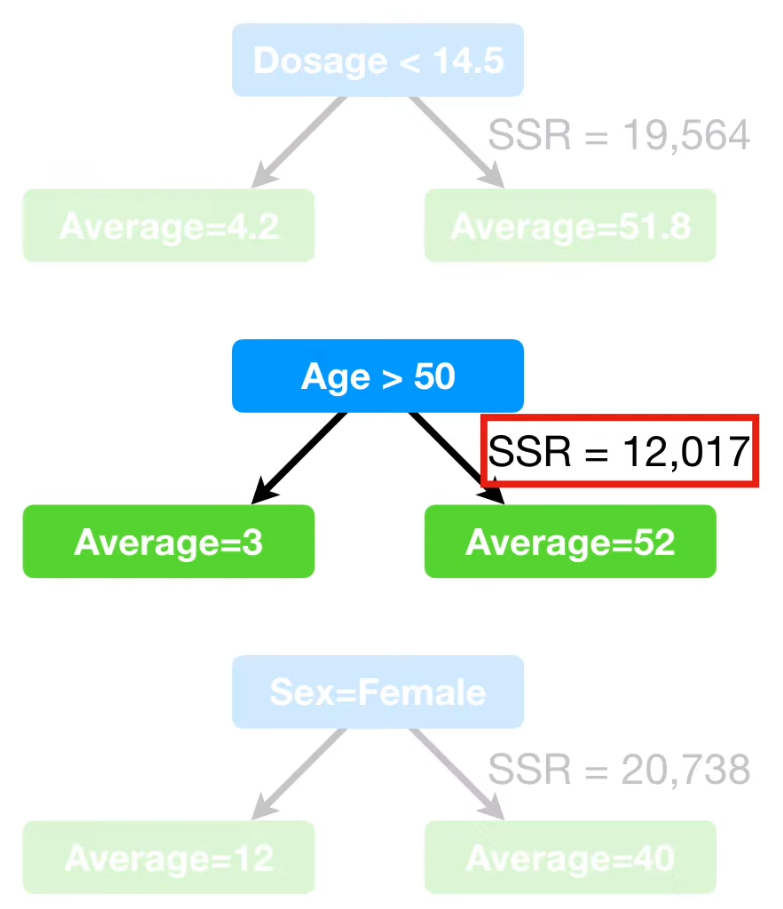 Dosage < 14.5
SSR = 19,564
Average=4.2
Average=51.8
Age > 50
SSR = 12,017
Average=3
Average=52
Sex=Female
SSR = 20,738
Average=12
Average=40